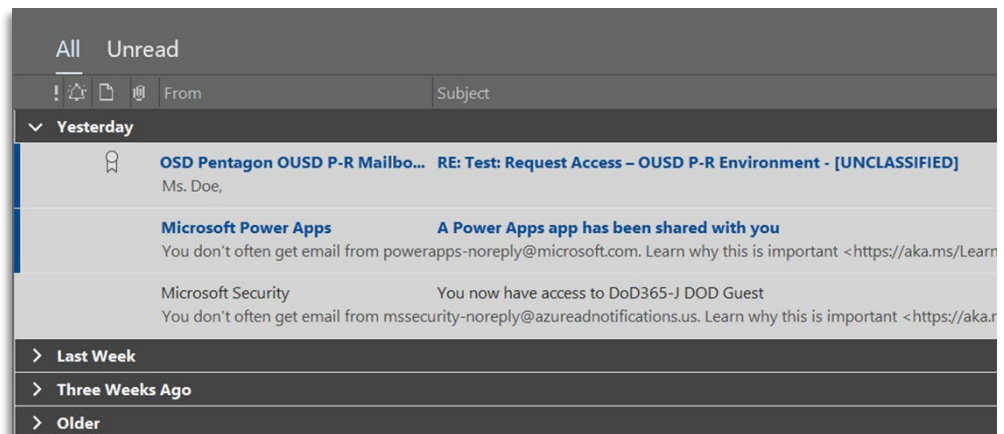 All Unread
! From Subject
Yesterday
OSD Pentagon OUSD P-R Mailbo... RE: Test: Request Access – OUSD P-R Environment - [UNCLASSIFIED]
Ms. Doe,
Microsoft Power Apps A Power Apps app has been shared with you
You don't often get email from powerapps-noreply@microsoft.com. Learn why this is important <https://aka.ms/Learn
Microsoft Security You now have access to DoD365-J DOD Guest
You don't often get email from mssecurity-noreply@azureadnotifications.us. Learn why this is important <https://aka.
Last Week
Three Weeks Ago
Older